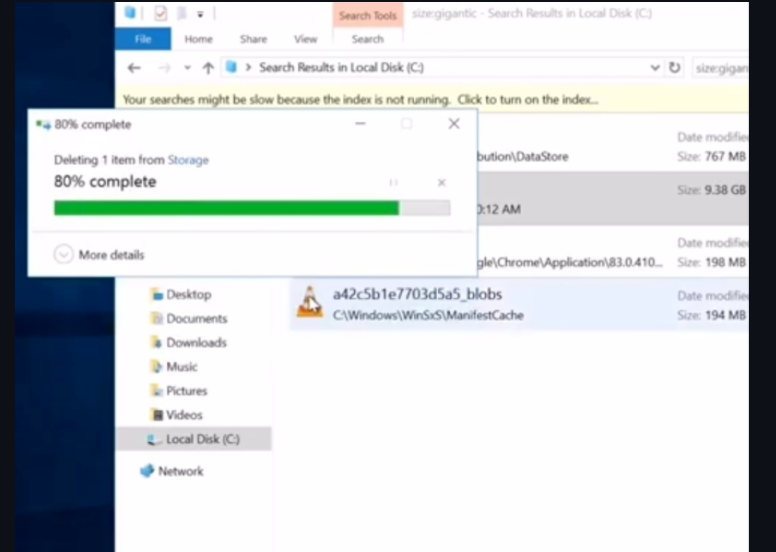 Search Tools
size:gigantic - Search Results in Local Disk (C:)
File Home Share View Search
Search Results in Local Disk (C:)
size:gigan
Your searches might be slow because the index is not running. Click to turn on the index...
80% complete
Deleting 1 item from Storage
80% complete
More details
Date modifie
bution\DataStore Size: 767 MB
Size: 9.38 GB
0:12 AM
Date modifie
gle\Chrome\Application\83.0.410... Size: 198 MB
a42c5b1e7703d5a5_blobs Date modifie
C:\Windows\WinSxS\ManifestCache Size: 194 MB
Desktop
Documents
Downloads
Music
Pictures
Videos
Local Disk (C:)
Network